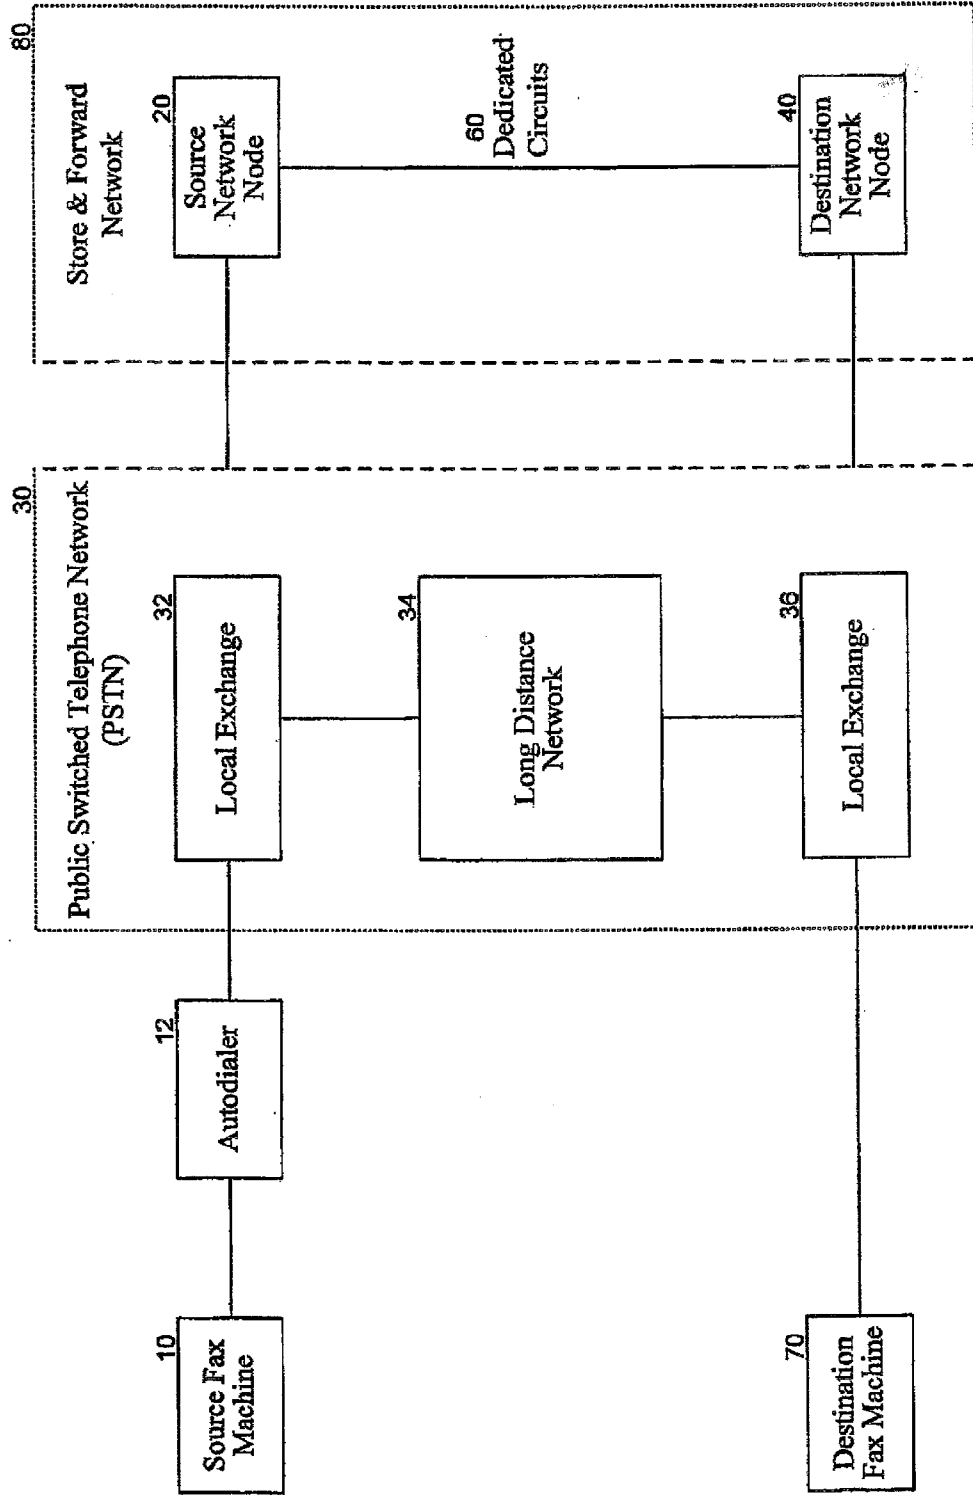 10
Source Fax
Machine
12
Autodialer
30
Public Switched Telephone Network
(PSTN)
32
Local Exchange
34
Long Distance
Network
36
Local Exchange
80
Store & Forward
Network
20
Source
Network
Node
60
Dedicated
Circuits
40
Destination
Network
Node
70
Destination
Fax Machine